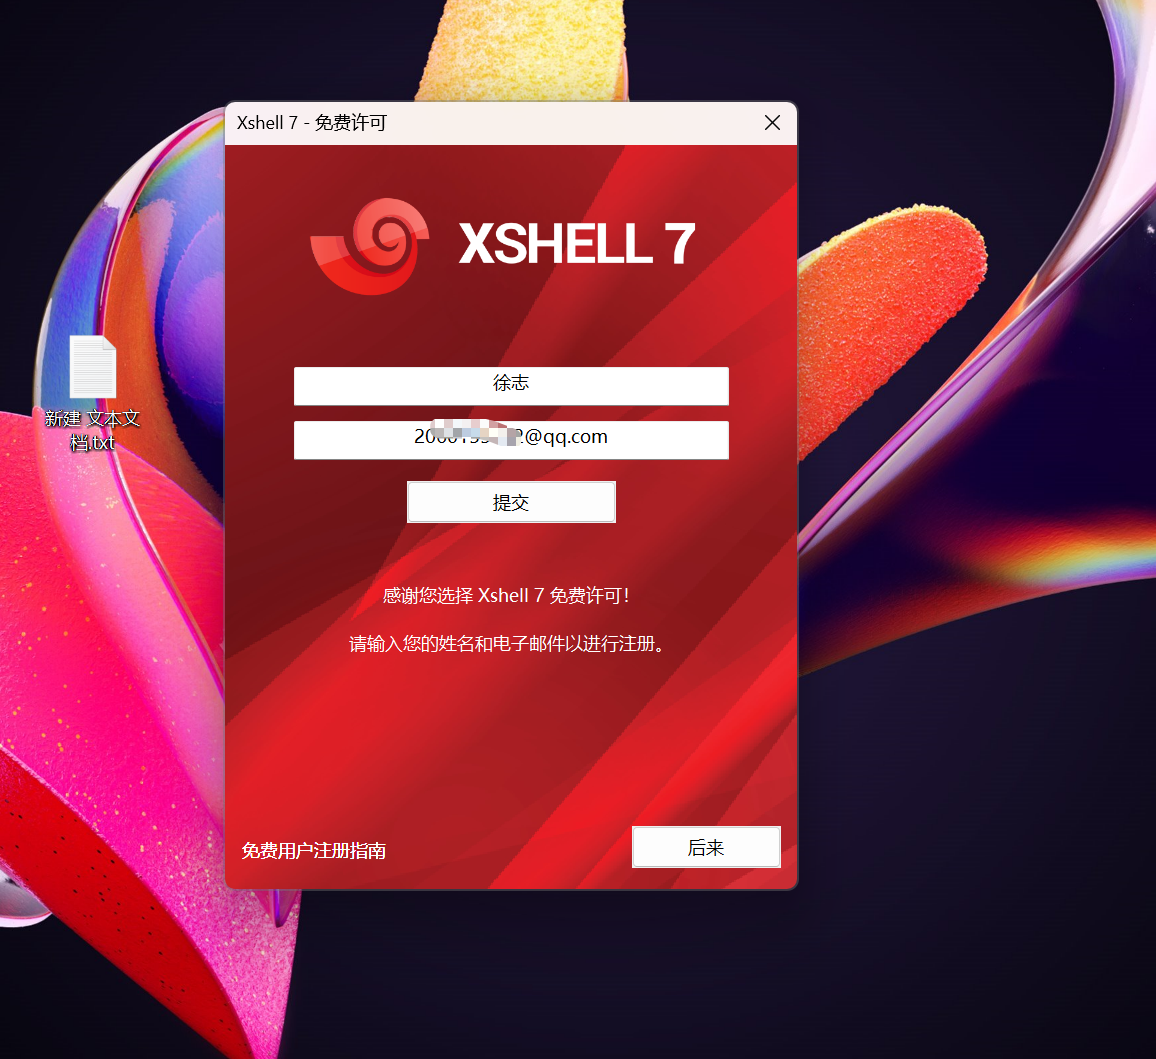 Xshell 7 - 免费许可
XSHELL 7
徐志
@qq.com
提交
新建 文本文
档.txt
感谢您选择 Xshell 7 免费许可!
请输入您的姓名和电子邮件以进行注册。
免费用户注册指南
后来